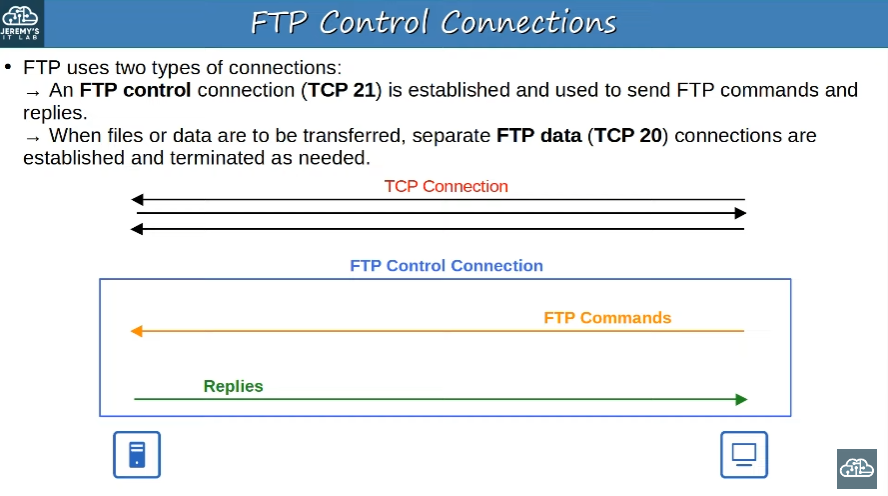 JEREMY'S
IT LAB
FTP Control Connections
• FTP uses two types of connections:
→ An FTP control connection (TCP 21) is established and used to send FTP commands and
replies.
→ When files or data are to be transferred, separate FTP data (TCP 20) connections are
established and terminated as needed.
TCP Connection
FTP Control Connection
FTP Commands
Replies